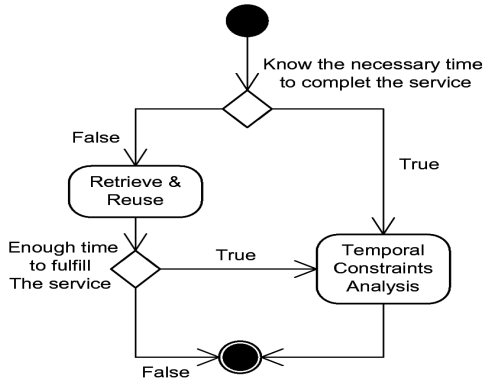 Know the necessary time
to complet the service
False
True
Retrieve &
Reuse
Enough time
to fulfill
The service
True
Temporal
Constraints
Analysis
False